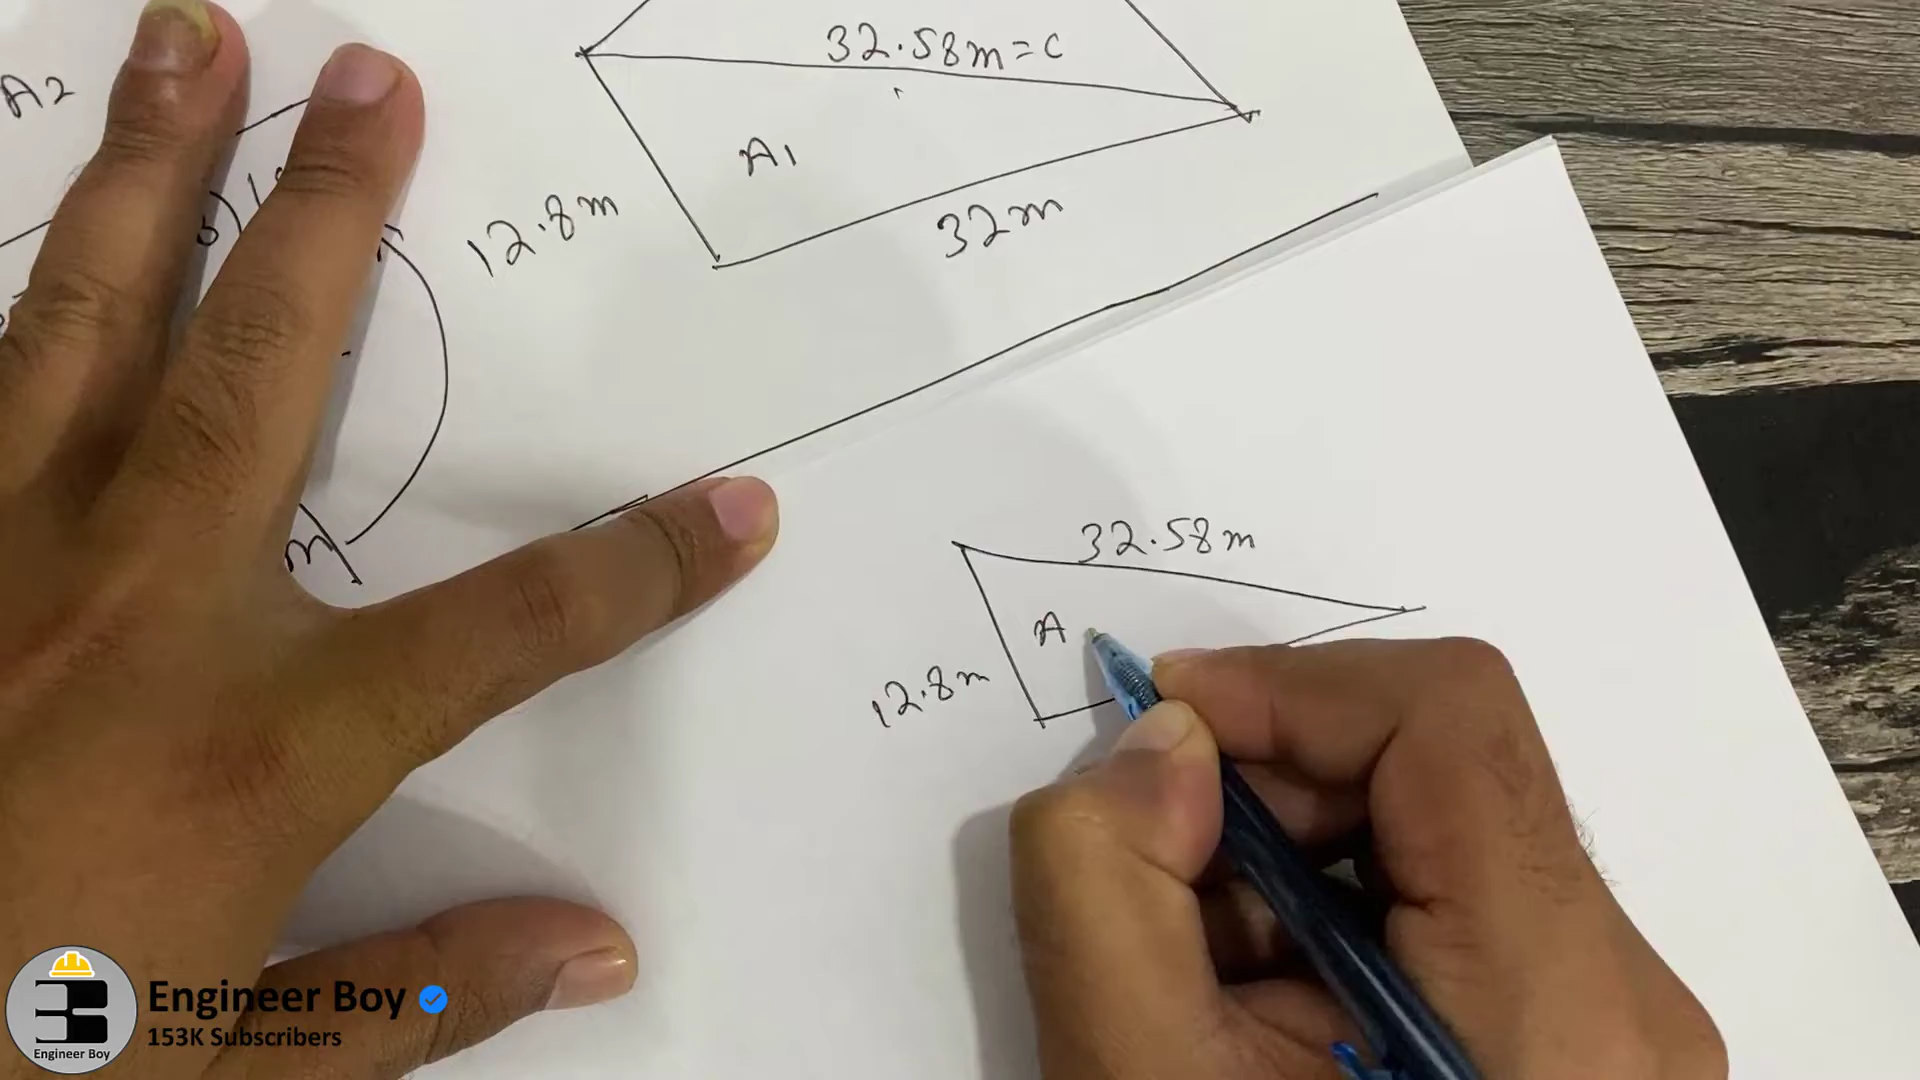 A2
32.58m=c
A1
12.8m
32m
m
32.58m
A
12.8m
Engineer Boy
153K Subscribers
Engineer Boy